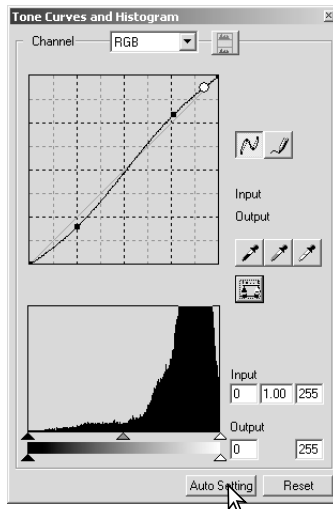 Tone Curves and Histogram
Channel RGB
Input
Output
Input
0 1.00 255
Output
0 255
Auto Setting Reset